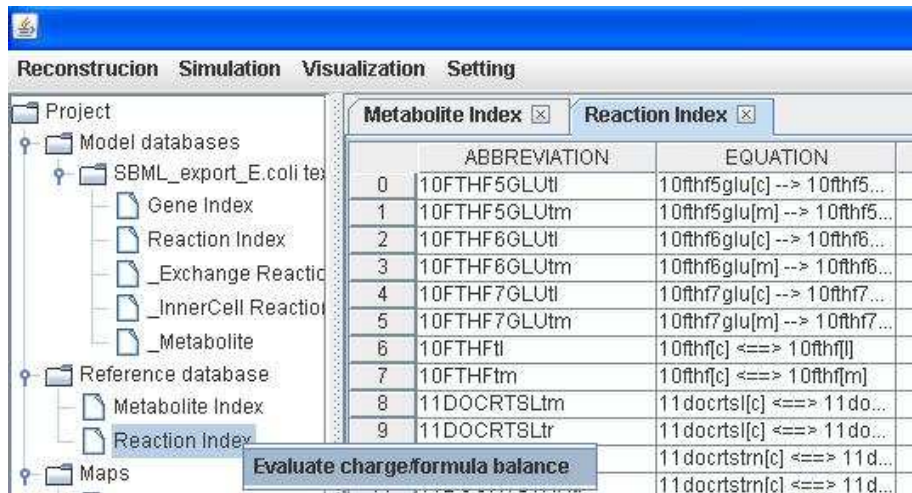 Reconstrucion Simulation Visualization Setting
Project
Model databases
SBML_export_E.coli tex
Gene Index
Reaction Index
_Exchange Reactio
_InnerCell Reaction
_Metabolite
Reference database
Metabolite Index
Reaction Index
Maps
Evaluate charge/formula balance
Metabolite Index Reaction Index
ABBREVIATION EQUATION
0 10FTHF5GLUtl 10fthf5glu[c] --> 10fthf5...
1 10FTHF5GLUtm 10fthf5glu[m] --> 10fthf5...
2 10FTHF6GLUtl 10fthf6glu[c] --> 10fthf6...
3 10FTHF6GLUtm 10fthf6glu[m] --> 10fthf6...
4 10FTHF7GLUtl 10fthf7glu[c] --> 10fthf7...
5 10FTHF7GLUtm 10fthf7glu[m] --> 10fthf7...
6 10FTHFtl 10fthf[c] <==> 10fthf[l]
7 10FTHFtm 10fthf[c] <==> 10fthf[m]
8 11DOCRTSLtm 11docrtsl[c] <==> 11do...
9 11DOCRTSLtr 11docrtsl[c] <==> 11do...
11docrtstrn[c] <==> 11d...
11docrtstrn[c] <==> 11d...